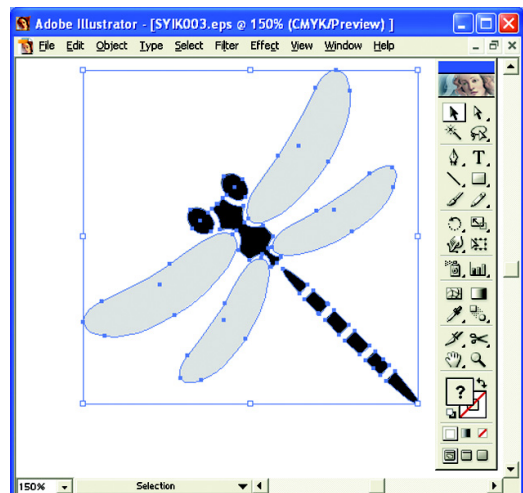 Adobe Illustrator - [SYIK003.eps @ 150% (CMYK/Preview) ]
File Edit Object Type Select Filter Effect View Window Help
T
?
150% Selection